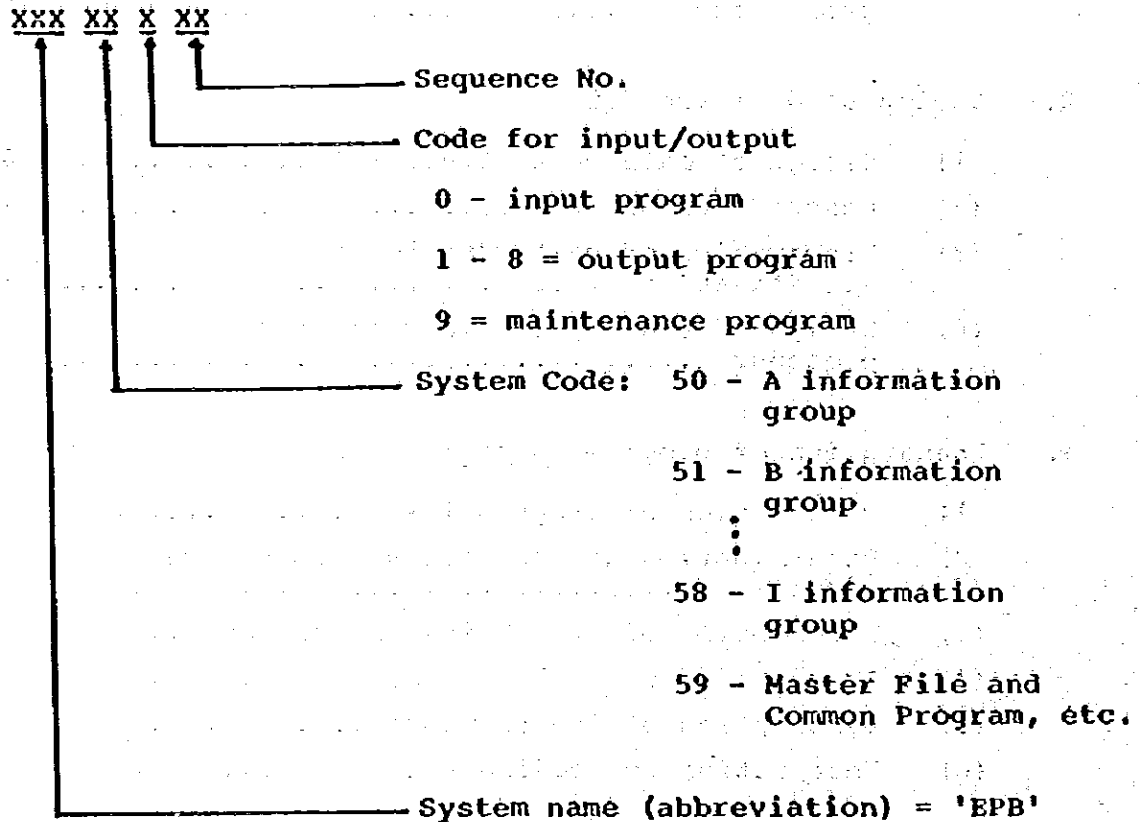 XXX XX X XX
Sequence No.
Code for input/output
0 - input program
1 - 8 = output program
9 = maintenance program
System Code: 50 - A information
group
51 - B information
group
58 - I information
group
59 - Master File and
Common Program, etc.
System name (abbreviation) = 'EPB'